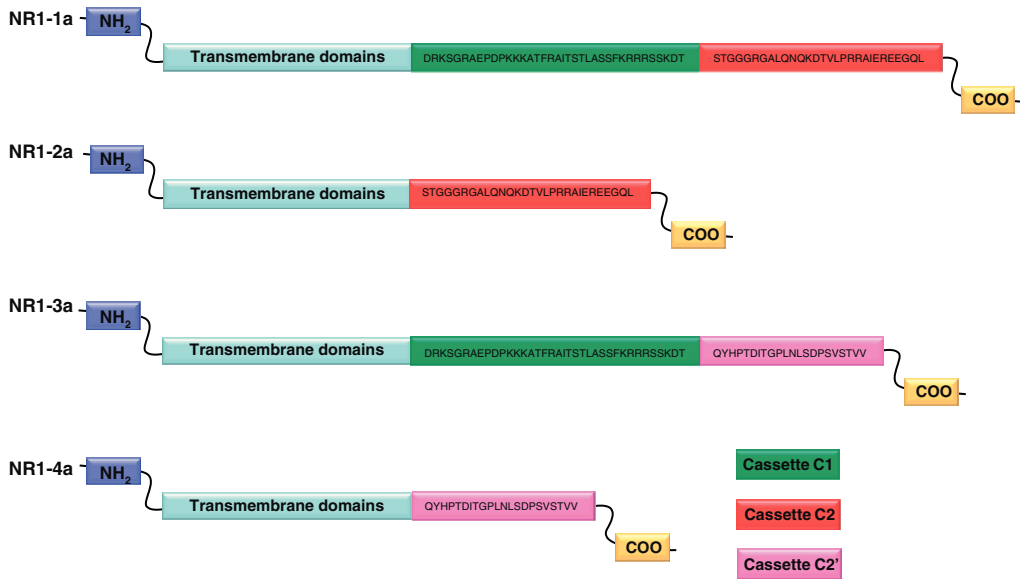 NR1-1a
NH2
Transmembrane domains
DRKSGRAEPDPKKKATFRAITSTLASSFKRRRSSKDT
STGGGRGALQNQKDTVLPRRAIEREEGQL
COO
NR1-2a
NH2
Transmembrane domains
STGGGRGALQNQKDTVLPRRAIEREEGQL
COO
NR1-3a
NH2
Transmembrane domains
DRKSGRAEPDPKKKATFRAITSTLASSFKRRRSSKDT
QYHPTDITGPLNLSDPSVSTVV
COO
NR1-4a
NH2
Transmembrane domains
QYHPTDITGPLNLSDPSVSTVV
COO
Cassette C1
Cassette C2
Cassette C2'